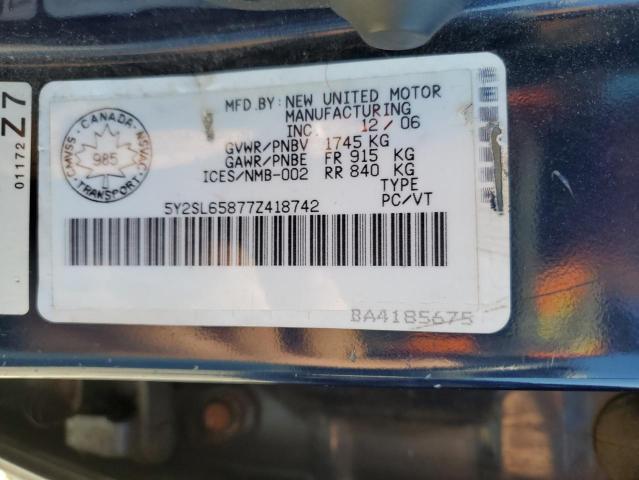 MFD.BY: NEW UNITED MOTOR
MANUFACTURING
INC. 12/06
GVWR/PNBV 1745 KG
GAWR/PNBE FR 915 KG
ICES/NMB-002 RR 840 KG
TYPE
5Y2SL65877Z418742 PC/VT
BA4185675
CANADA
CMVSS NSVAC
985
TRANSPORT
01172
Z7